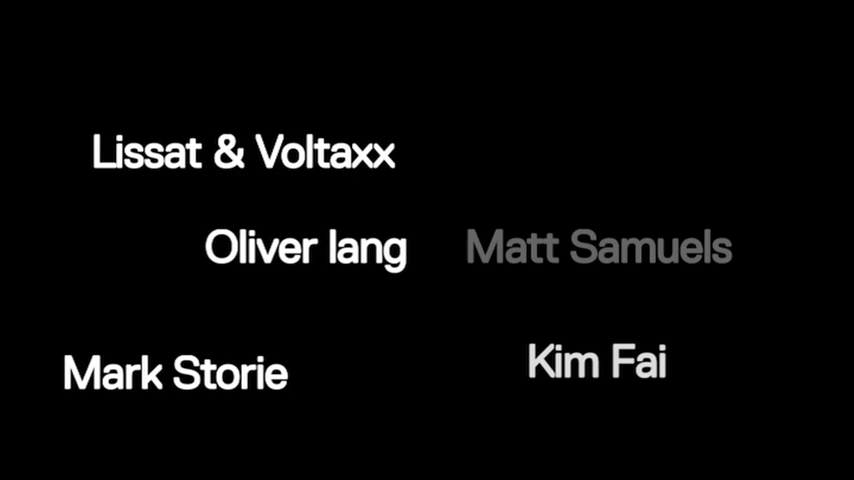 Lissat & Voltaxx
Oliver lang
Matt Samuels
Mark Storie
Kim Fai